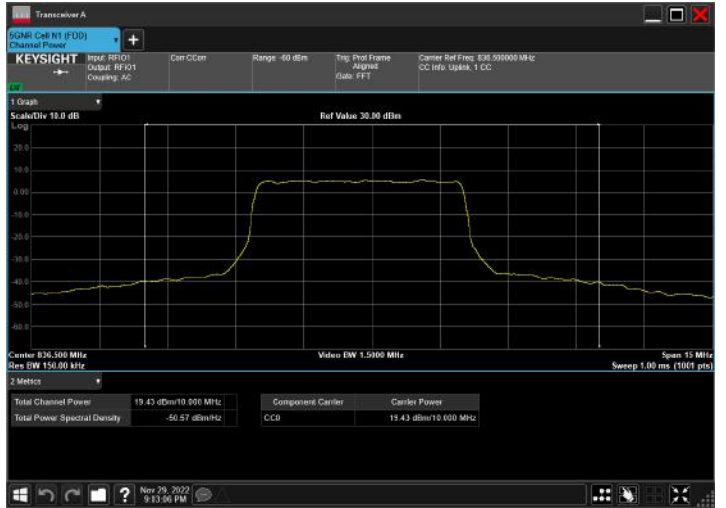 Transceiver A
5GNR Cell N1 (FDD)
Channel Power
KEYSIGHT
Input: RFIO1
Output: RFIO1
Coupling: AC
Corr CCorr
Range: -60 dBm
Trig: Prot Frame
Aligned
Gate: FFT
Carrier Ref Freq: 836.500000 MHz
CC Info: Uplink, 1 CC
1 Graph
Scale/Div 10.0 dB
Ref Value 30.00 dBm
Log
20.0
10.0
0.00
-10.0
-20.0
-30.0
-40.0
-50.0
-60.0
Center 836.500 MHz
Video BW 1.5000 MHz
Span 15 MHz
Res BW 150.00 kHz
Sweep 1.00 ms (1001 pts)
2 Metrics
Total Channel Power 19.43 dBm/10.000 MHz
Total Power Spectral Density -50.57 dBm/Hz
Component Carrier Carrier Power
CC0 19.43 dBm/10.000 MHz
?
Nov 29, 2022
9:13:06 PM